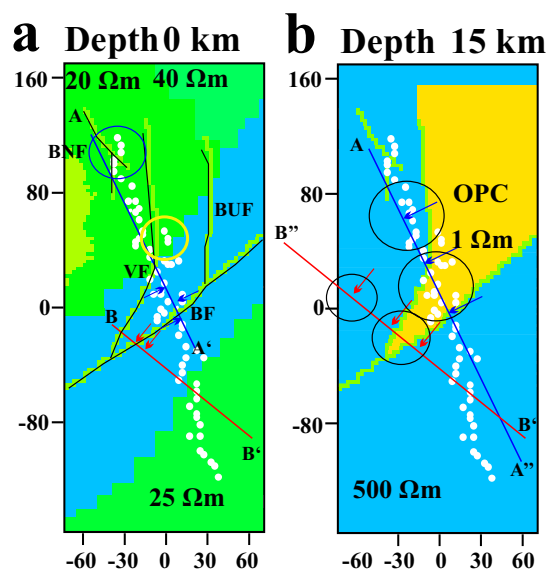 a Depth 0 km
b Depth 15 km
20 Ωm 40 Ωm
A
BNF
BUF
VF
B
BF
A‘
B‘
25 Ωm
160
80
0
-80
-60 -30 0 30 60
A
OPC
B”
1 Ωm
B‘
A”
500 Ωm
160
80
0
-80
-60 -30 0 30 60